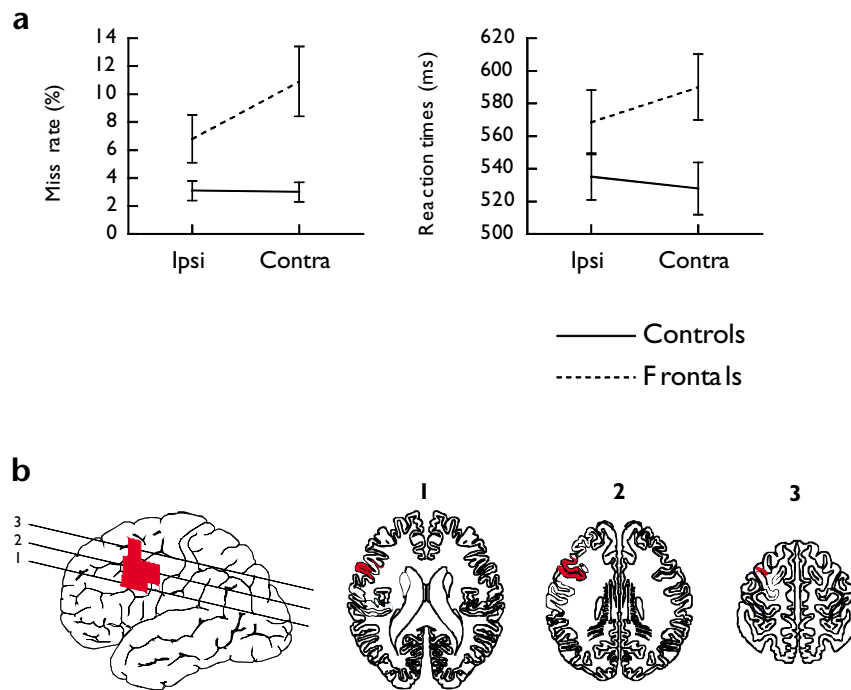 a
Miss rate (%)
14
12
10
8
6
4
2
0
Ipsi Contra
Reaction times (ms)
620
600
580
560
540
520
500
Ipsi Contra
Controls
Frontals
b
3
2
1
1
2
3